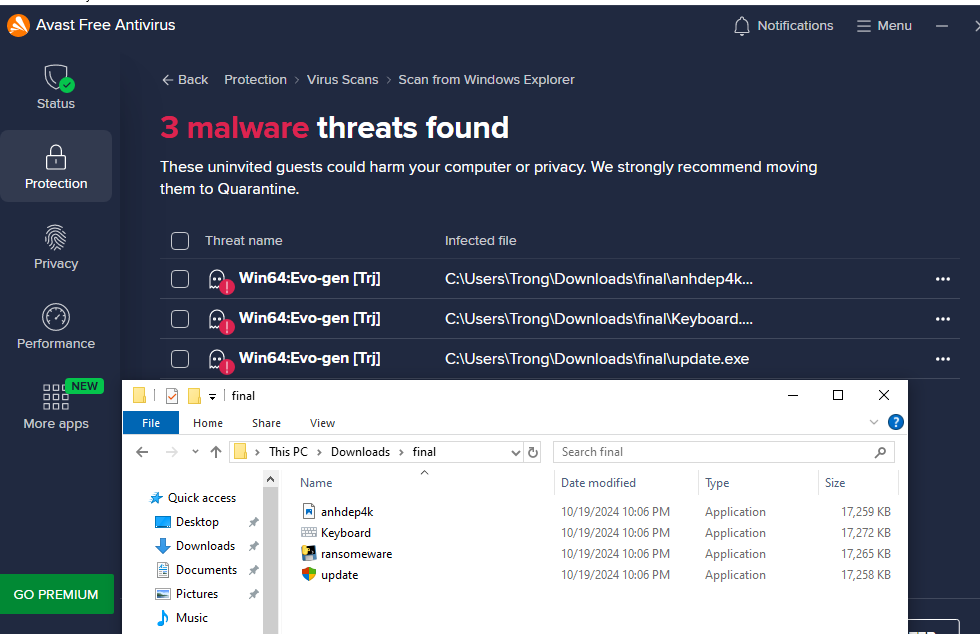 Avast Free Antivirus
Notifications
Menu
Back Protection Virus Scans Scan from Windows Explorer
Status
3 malware threats found
These uninvited guests could harm your computer or privacy. We strongly recommend moving
them to Quarantine.
Protection
Threat name Infected file
Privacy
Win64:Evo-gen [Trj] C:\Users\Trong\Downloads\final\anhdep4k...
Win64:Evo-gen [Trj] C:\Users\Trong\Downloads\final\Keyboard....
Performance
Win64:Evo-gen [Trj] C:\Users\Trong\Downloads\final\update.exe
NEW
More apps
GO PREMIUM
final
File Home Share View
This PC > Downloads > final
Search final
Name Date modified Type Size
Quick access
Desktop
Downloads
Documents
Pictures
Music
anhdep4k 10/19/2024 10:06 PM Application 17,259 KB
Keyboard 10/19/2024 10:06 PM Application 17,272 KB
ransomeware 10/19/2024 10:06 PM Application 17,265 KB
update 10/19/2024 10:06 PM Application 17,258 KB